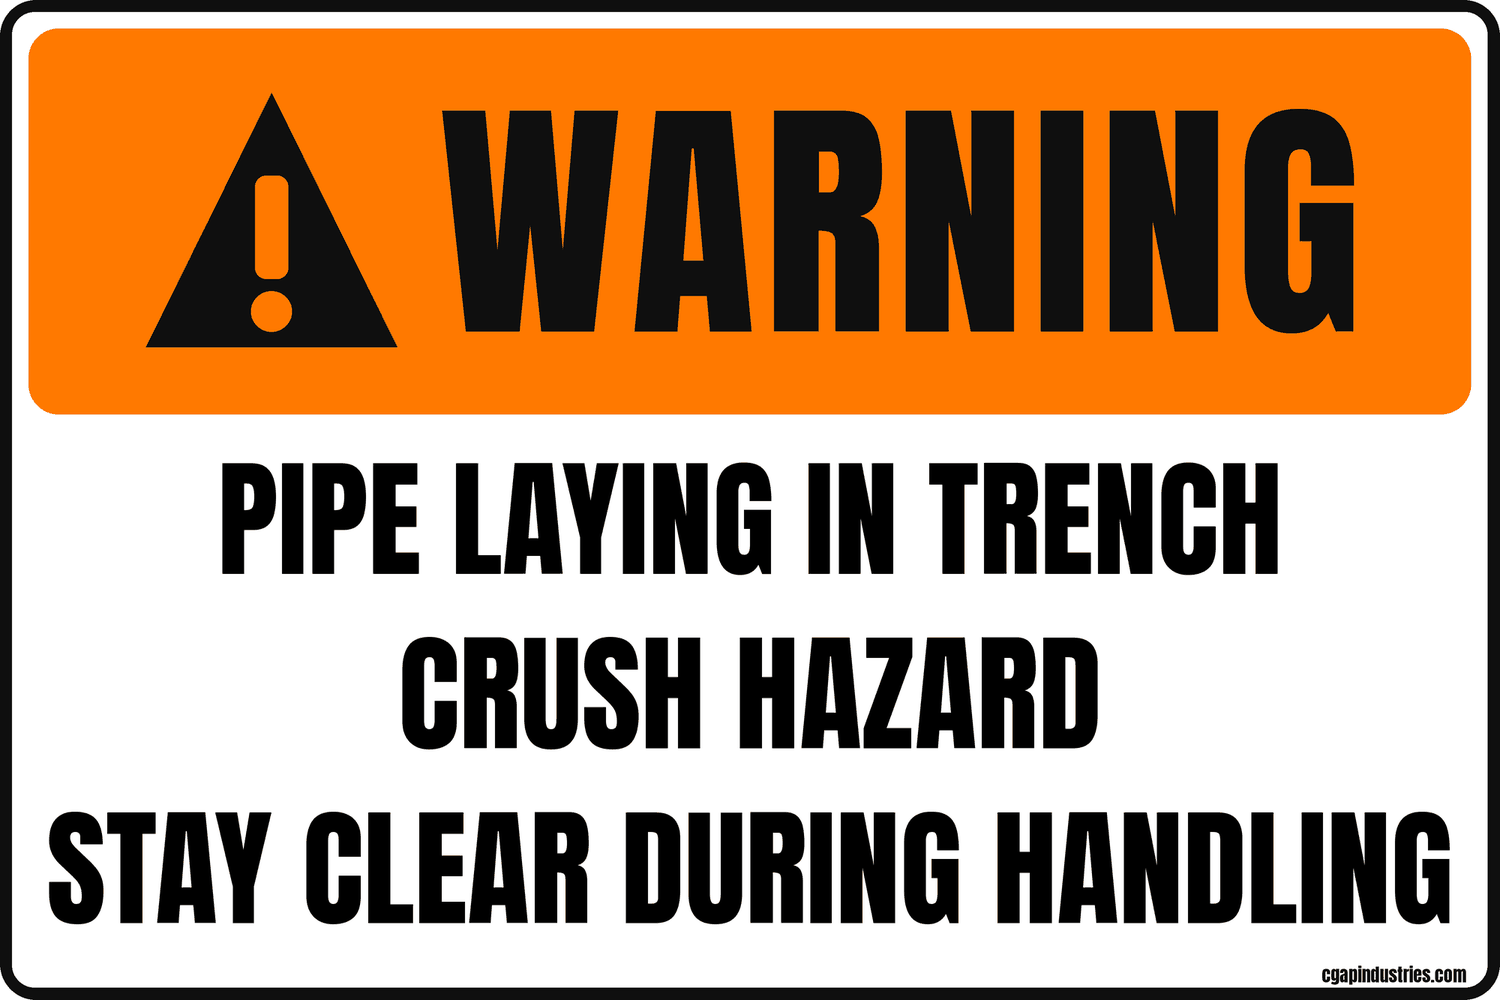 WARNING
PIPE LAYING IN TRENCH
CRUSH HAZARD
STAY CLEAR DURING HANDLING
cgapindustries.com